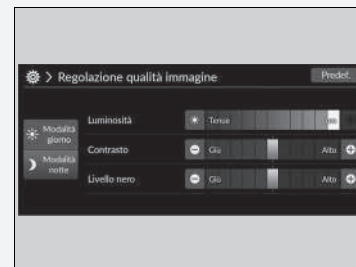 > Regolazione qualità immagine
Predef.
Modalità
giorno
Modalità
notte
Luminosità
Tenue
Contrasto
Giù
Alto
Livello nero
Giù
Alto